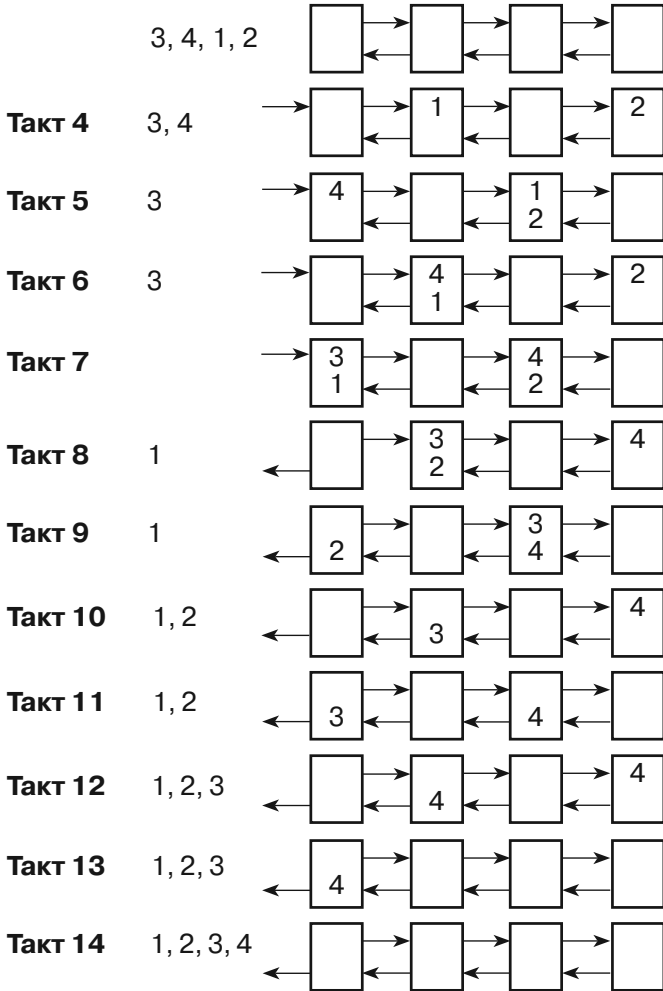 3, 4, 1, 2
Такт 4 3, 4 1 2
Такт 5 3 4 1
2
Такт 6 3 4 2
1
Такт 7 3 4
1 2
Такт 8 1 3 4
2
Такт 9 1 3
2 4
Такт 10 1, 2 4
3
Такт 11 1, 2
3 4
Такт 12 1, 2, 3 4
4
Такт 13 1, 2, 3
4
Такт 14 1, 2, 3, 4